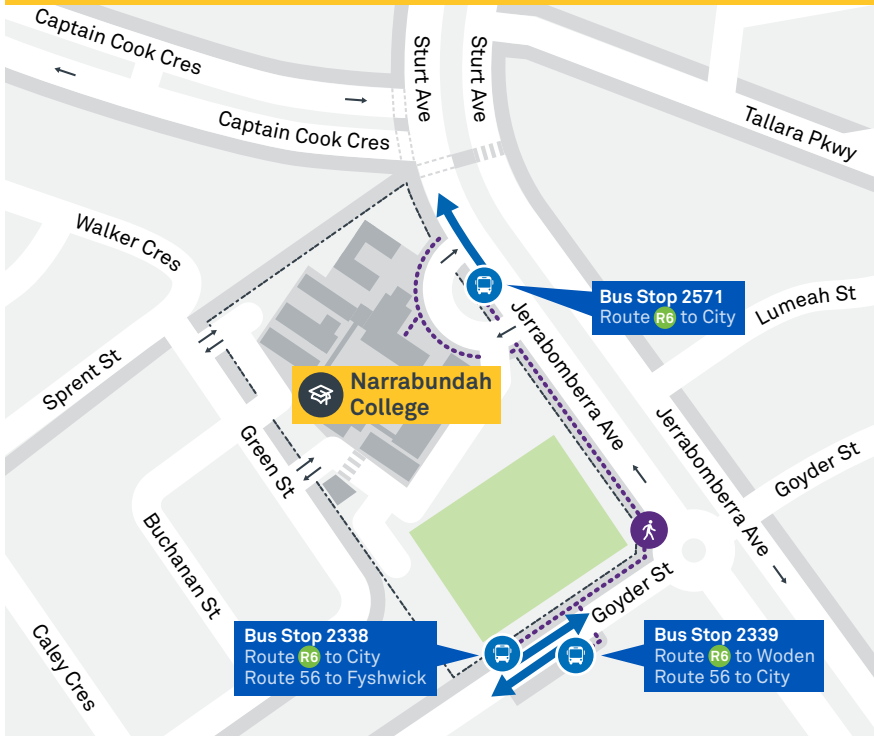 Captain Cook Cres
Sturt Ave
Sturt Ave
Captain Cook Cres
Tallara Pkwy
Walker Cres
Bus Stop 2571
Route R6 to City
Lumeah St
Jerrabomberra Ave
Sprent St
Narrabundah
College
Jerrabomberra Ave
Green St
Goyder St
Buchanan St
Goyder St
Caley Cres
Bus Stop 2338
Route R6 to City
Route 56 to Fyshwick
Bus Stop 2339
Route R6 to Woden
Route 56 to City